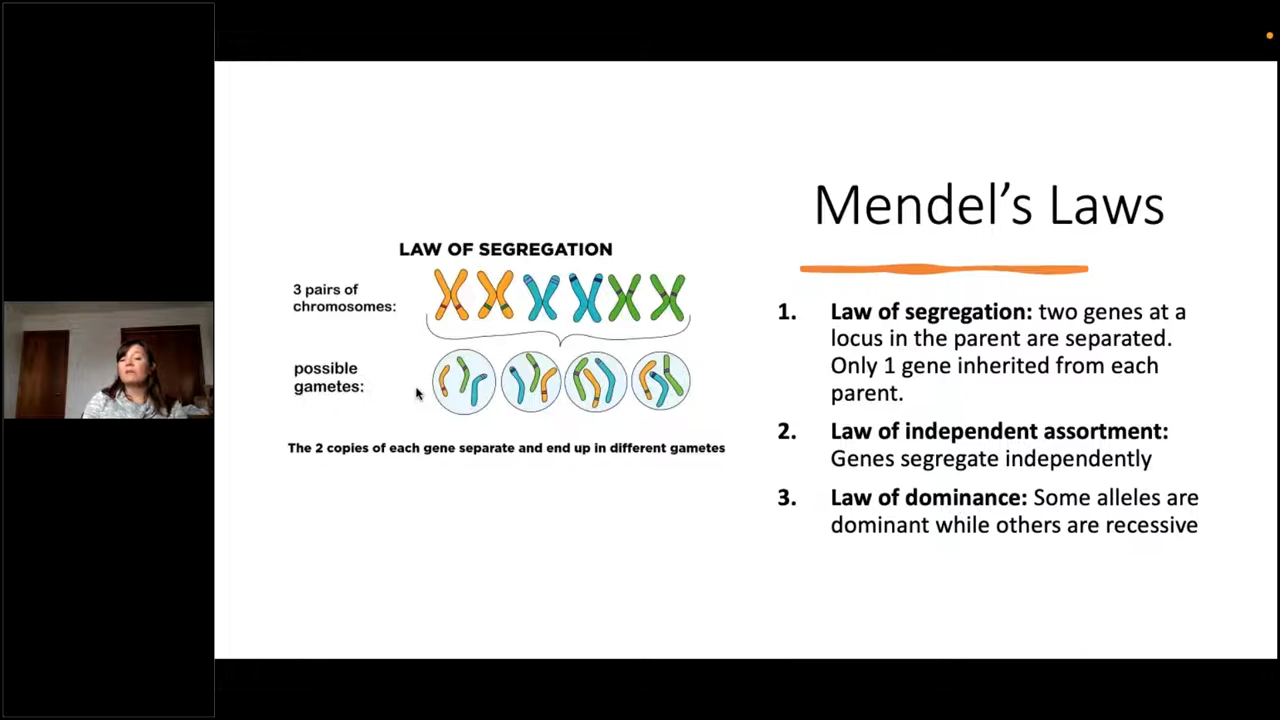 Mendel's Laws
LAW OF SEGREGATION
3 pairs of
chromosomes:
possible
gametes:
The 2 copies of each gene separate and end up in different gametes
1. Law of segregation: two genes at a
locus in the parent are separated.
Only 1 gene inherited from each
parent.
2. Law of independent assortment:
Genes segregate independently
3. Law of dominance: Some alleles are
dominant while others are recessive